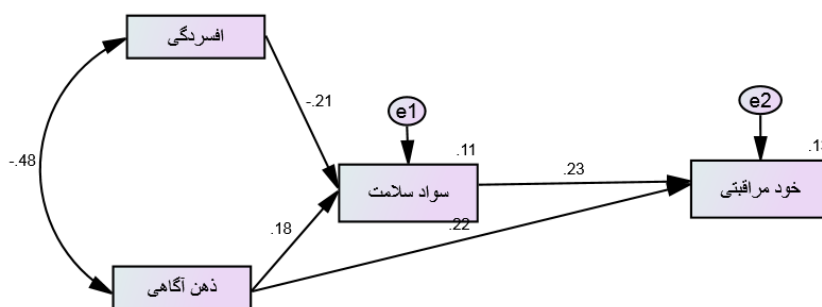 افسردگی
-.21
e1
e2
-.48
.11
.23
سواد سلامت
خود مراقبتی
.18
.22
ذهن آگاهی